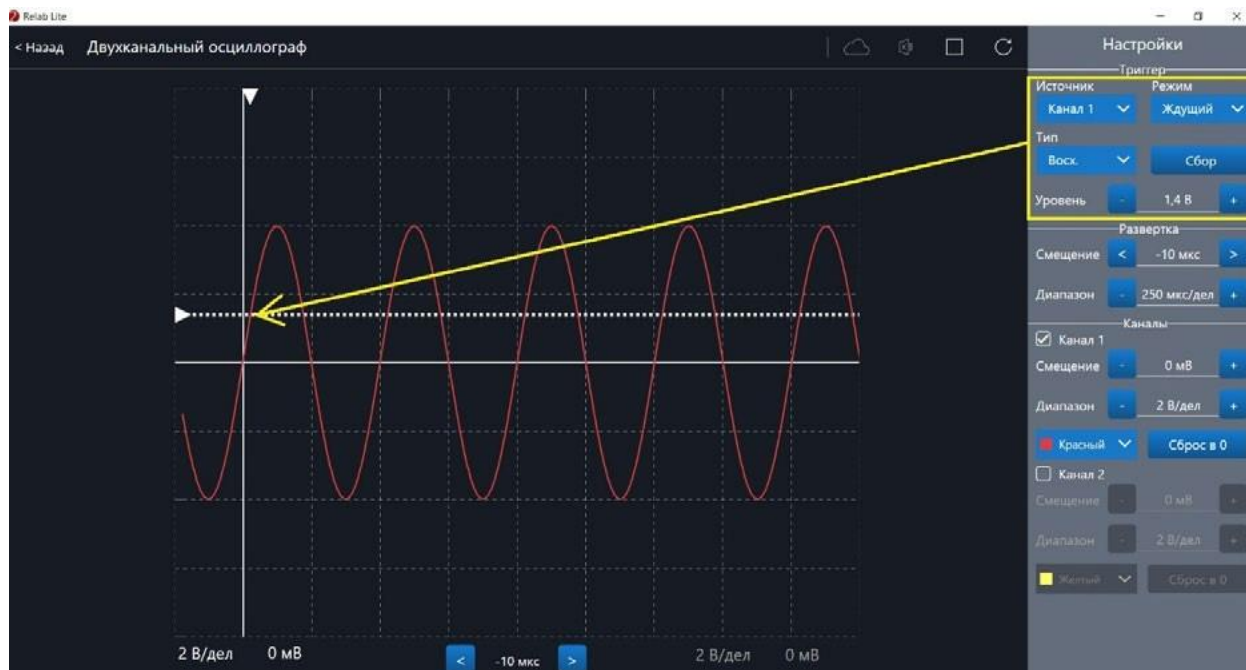 Relab Lite
< Назад Двухканальный осциллограф
Настройки
Триггер
Источник Режим
Канал 1 Ждущий
Тип
Восх. Сбор
Уровень - 1,4 В +
Развертка
Смещение < -10 мкс >
Диапазон - 250 мкс/дел +
Каналы
Канал 1
Смещение - 0 мВ +
Диапазон - 2 В/дел +
Красный Сброс в 0
Канал 2
Смещение - 0 мВ +
Диапазон - 2 В/дел +
Желтый Сброс в 0
2 В/дел 0 мВ < -10 мкс > 2 В/дел 0 мВ